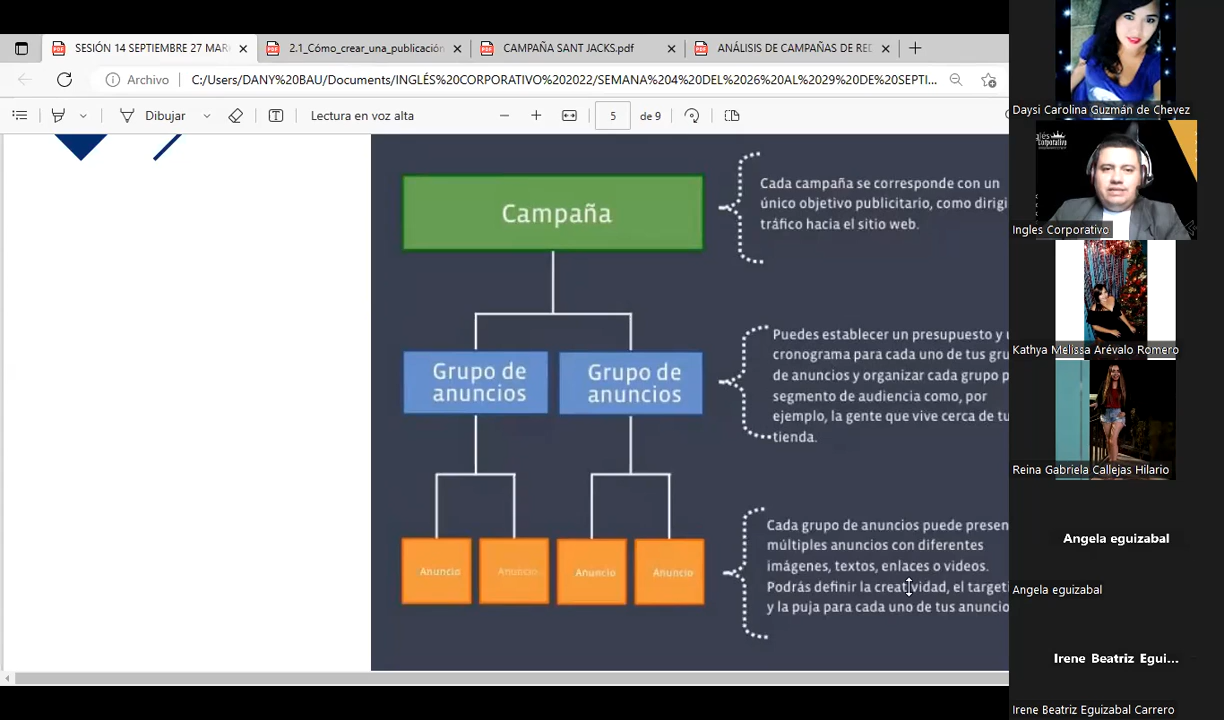 SESIÓN 14 SEPTIEMBRE 27 MAR
2.1_Cómo_crear_una_publicación
CAMPAÑA SANT JACKS.pdf
ANÁLISIS DE CAMPAÑAS DE RED
Archivo
C:/Users/DANY%20BAU/Documents/INGLÉS%20CORPORATIVO%202022/SEMANA%204%20DEL%2026%20AL%2029%20DE%20SEPTI...
Dibujar
Lectura en voz alta
5
de 9
Campaña
Cada campaña se corresponde con un
único objetivo publicitario, como dirigi
tráfico hacia el sitio web.
Grupo de
anuncios
Grupo de
anuncios
Puedes establecer un presupuesto y u
cronograma para cada uno de tus gru
de anuncios y organizar cada grupo p
segmento de audiencia como, por
ejemplo, la gente que vive cerca de tu
tienda.
Anuncio
Anuncio
Anuncio
Anuncio
Cada grupo de anuncios puede presen
múltiples anuncios con diferentes
imágenes, textos, enlaces o videos.
Podrás definir la creatividad, el targeti
y la puja para cada uno de tus anuncio
Daysi Carolina Guzmán de Chevez
Ingles Corporativo
Kathya Melissa Arévalo Romero
Reina Gabriela Callejas Hilario
Angela eguizabal
Angela eguizabal
Irene Beatriz Egui...
Irene Beatriz Eguizabal Carrero